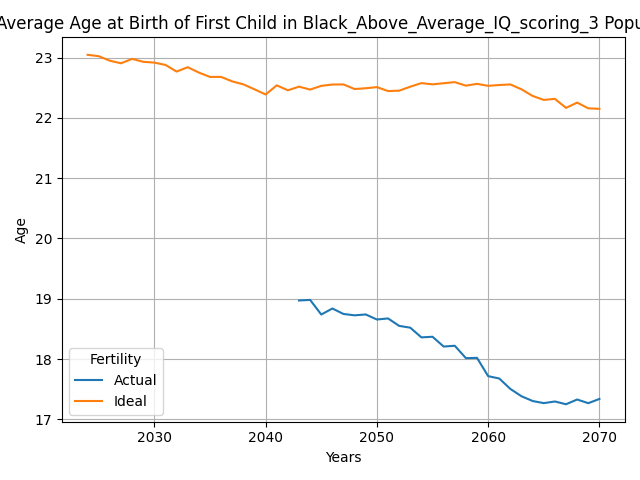 Average Age at Birth of First Child in Black_Above_Average_IQ_scoring_3 Popu
23
22
21
20
19
18
17
Age
Fertility
Actual
Ideal
2030 2040 2050 2060 2070
Years